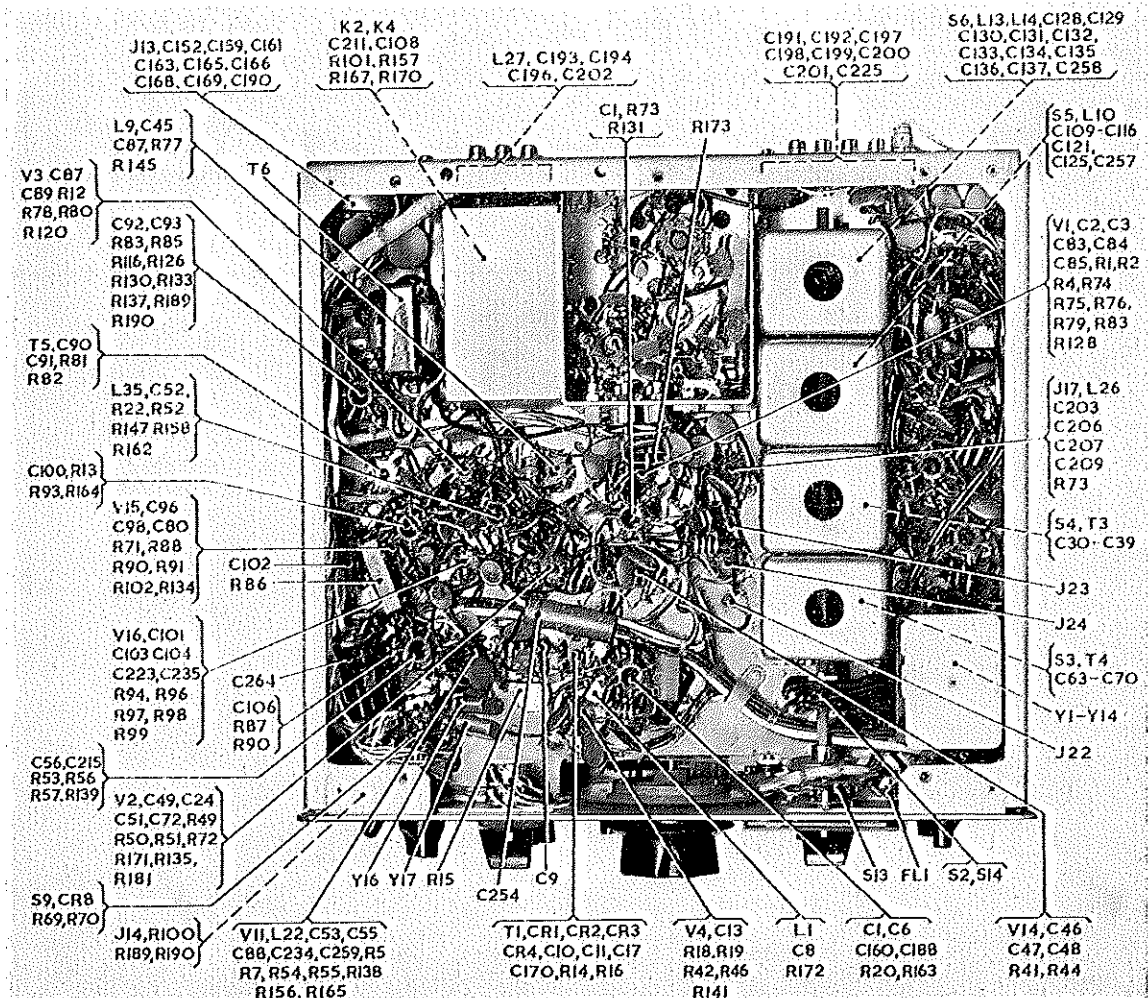 J13, C152, C159, C161
C163, C165, C166
C168, C169, C190
K2, K4
C211, C108
R101, R157
R167, R170
L27, C193, C194
C196, C202
C191, C192, C197
C198, C199, C200
C201, C225
S6, L13, L14, C128, C129
C130, C131, C132,
C133, C134, C135
C136, C137, C258
C1, R73
R131
R173
L9, C45
C87, R77
R145
T6
S5, L10
C109-C116
C121,
C125, C257
V3 C87
C89 R12
R78, R80
R120
C92, C93
R83, R85
R116, R126
R130, R133
R137, R189
R190
V1, C2, C3
C83, C84
C85, R1, R2
R4, R74
R75, R76,
R79, R83
R128
T5, C90
C91, R81
R82
L35, C52,
R22, R52
R147 R158
R162
J17, L26
C203
C206
C207
C209
R73
C100, R13
R93, R164
V15, C96
C98, C80
R71, R88
R90, R91
R102, R134
C102
R86
S4, T3
C30-C39
J23
J24
V16, C101
C103 C104
C223, C235
R94, R96
R97, R98
R99
C264
C106
R87
R90
S3, T4
C63-C70
Y1-Y14
J22
C56, C215
R53, R56
R57, R139
V2, C49, C24
C51, C72, R49
R50, R51, R72
R171, R135,
R181
S9, CR8
R69, R70
J14, R100
R189, R190
Y16 Y17 R15
C254
C9
S13 FL1 S2, S14
V11, L22, C53, C55
C88, C234, C259, R5
R7, R54, R55, R138
R156, R165
T1, CR1, CR2, CR3
CR4, C10, C11, C17
C170, R14, R16
V4, C13
R18, R19
R42, R46
R141
L1
C8
R172
C1, C6
C160, C188
R20, R163
V14, C46
C47, C48
R41, R44